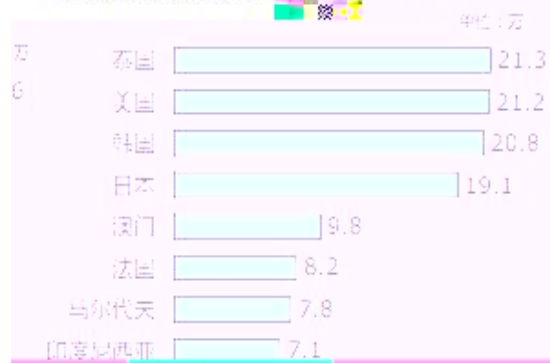 单位：万
万
泰国 21.3
G
美国 21.2
韩国 20.8
日本 19.1
澳门 9.8
法国 8.2
马尔代夫 7.8
印度尼西亚 7.1